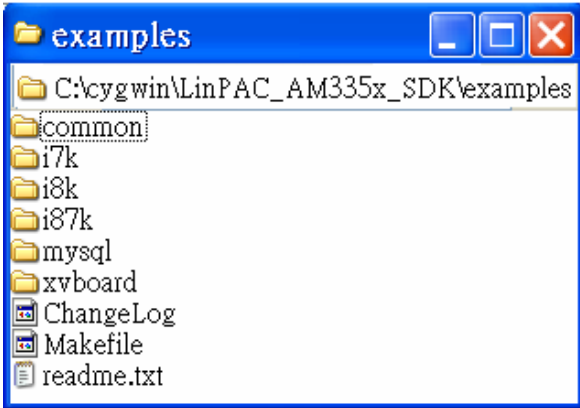 examples
C:\cygwin\LinPAC_AM335x_SDK\examples
common
i7k
i8k
i87k
mysql
xvboard
ChangeLog
Makefile
readme.txt